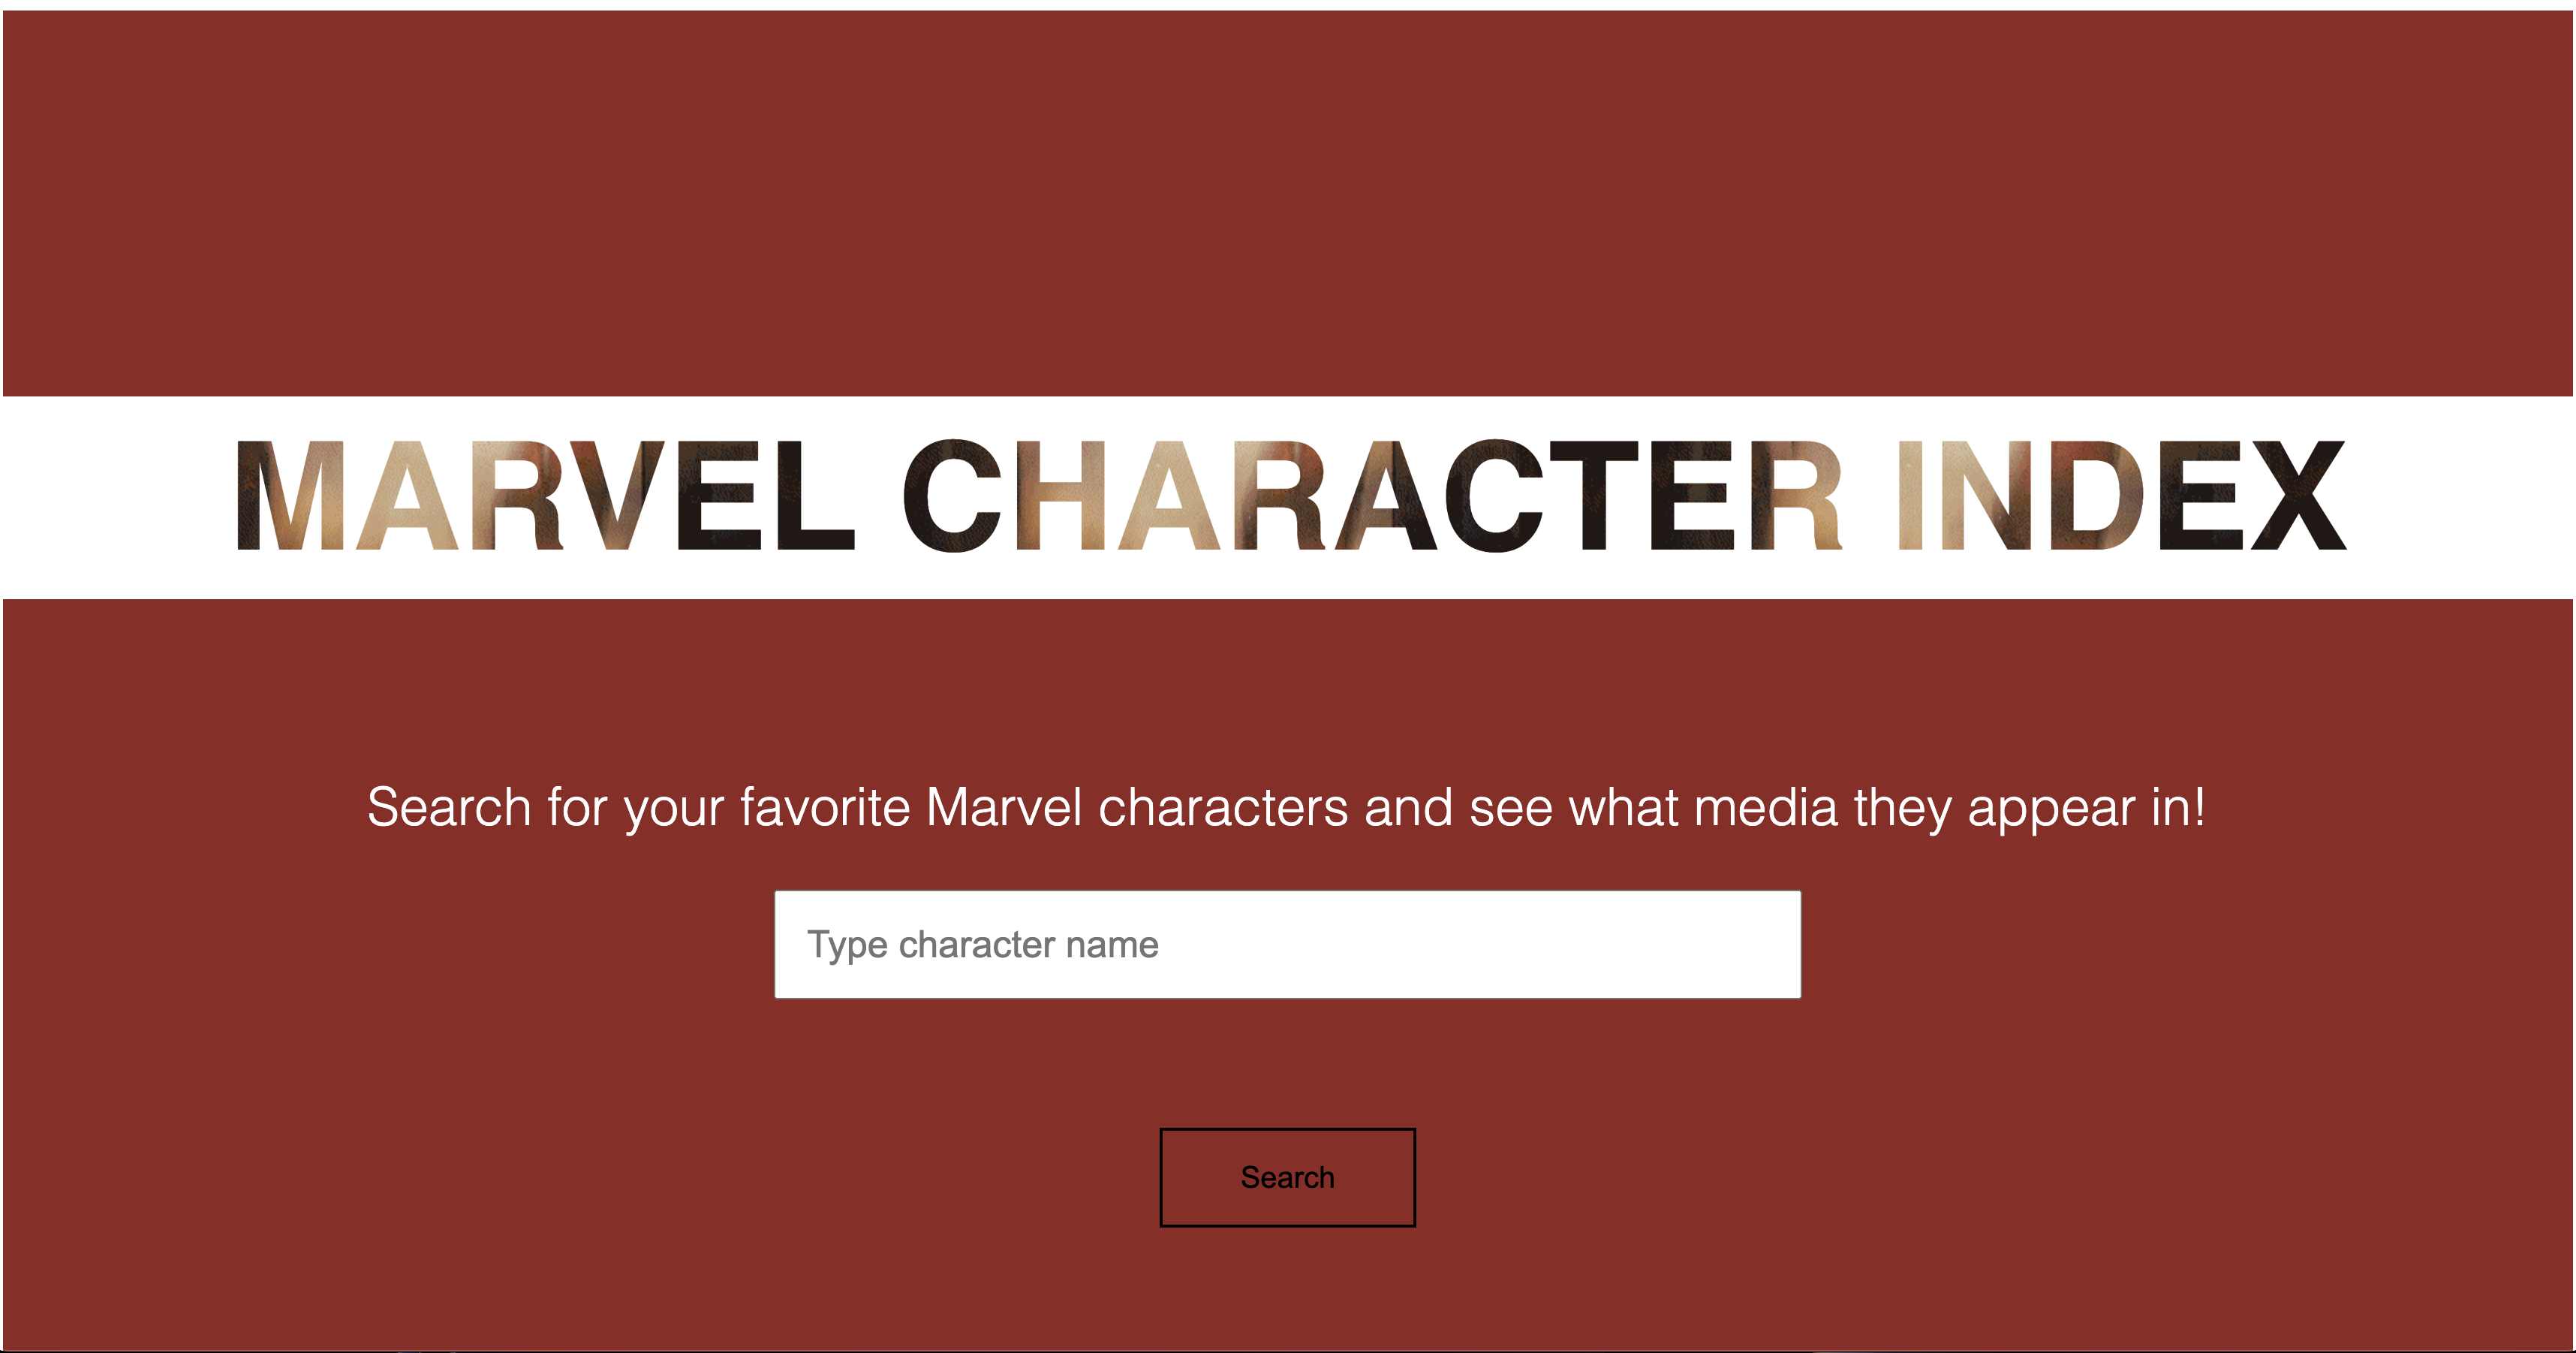 MARVEL CHARACTER INDEX
Search for your favorite Marvel characters and see what media they appear in!
Type character name
Search